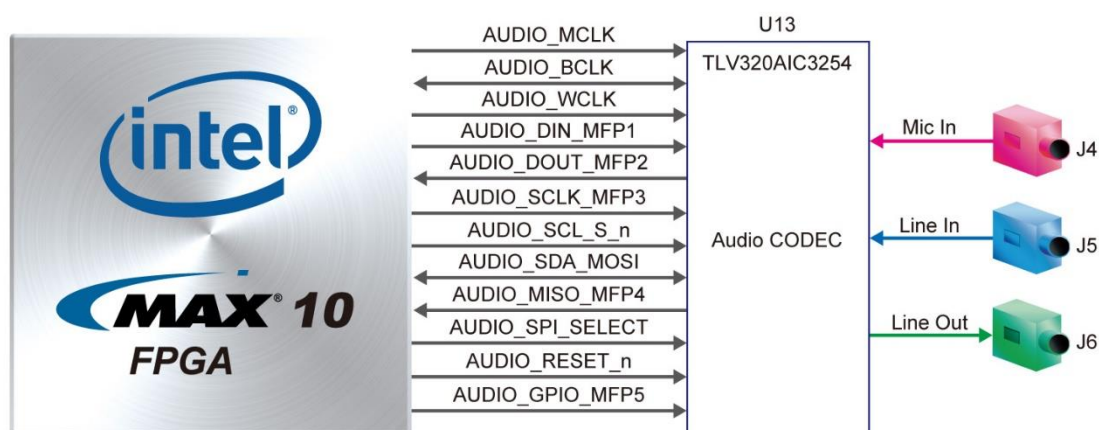 intel®
MAX® 10
FPGA
AUDIO_MCLK
AUDIO_BCLK
AUDIO_WCLK
AUDIO_DIN_MFP1
AUDIO_DOUT_MFP2
AUDIO_SCLK_MFP3
AUDIO_SCL_S_n
AUDIO_SDA_MOSI
AUDIO_MISO_MFP4
AUDIO_SPI_SELECT
AUDIO_RESET_n
AUDIO_GPIO_MFP5
U13
TLV320AIC3254
Audio CODEC
Mic In
J4
Line In
J5
Line Out
J6